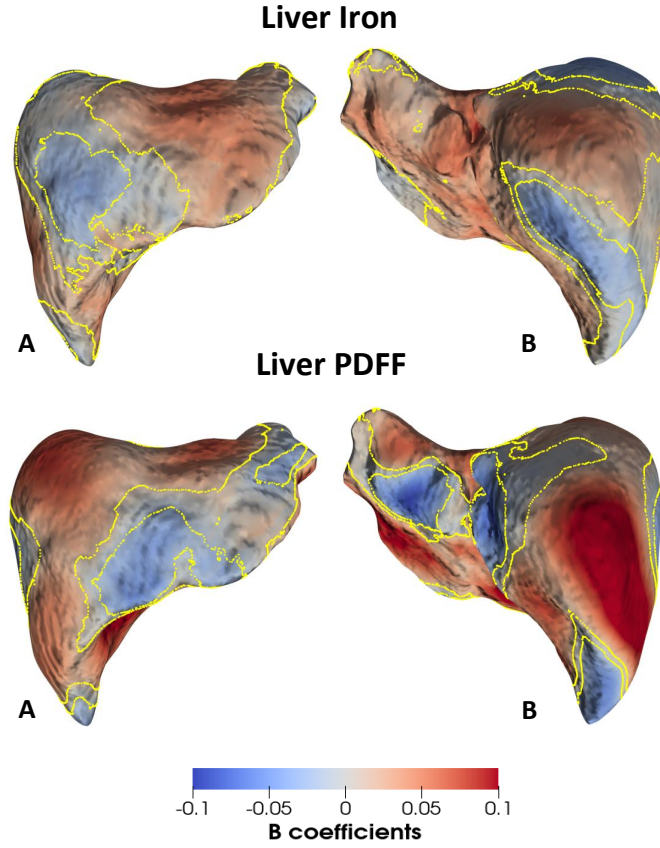 Liver Iron
A
B
Liver PDFF
A
B
-0.1 -0.05 0 0.05 0.1
B coefficients